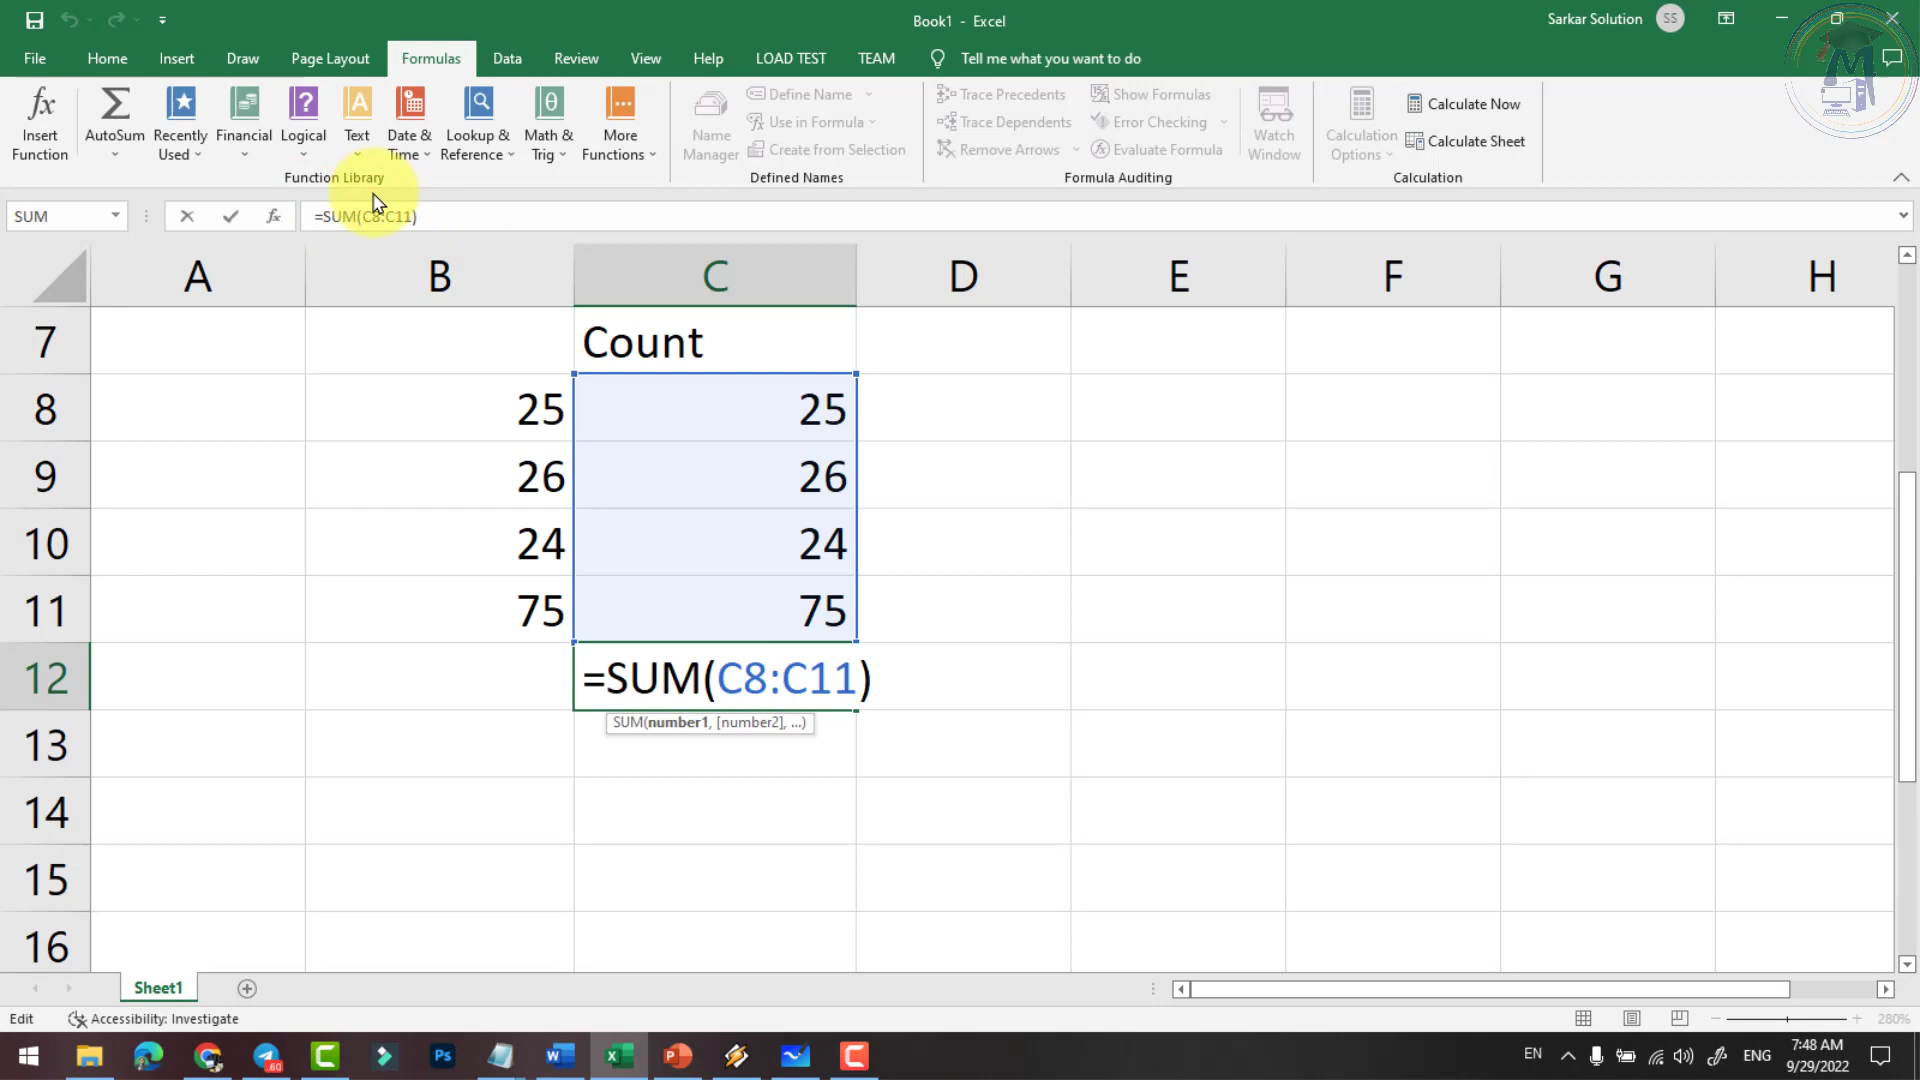 Book1 - Excel
Sarkar Solution
SS
File Home Insert Draw Page Layout Formulas Data Review View Help LOAD TEST TEAM Tell me what you want to do
fx
Insert Function
AutoSum
Recently Used
Financial
Logical
Text
Date & Time
Lookup & Reference
Math & Trig
More Functions
Function Library
Name Manager
Define Name
Use in Formula
Create from Selection
Defined Names
Trace Precedents
Trace Dependents
Remove Arrows
Show Formulas
Error Checking
Evaluate Formula
Formula Auditing
Watch Window
Calculation Options
Calculate Now
Calculate Sheet
Calculation
SUM
fx
=SUM(C8:C11)
A B C D E F G H
7 Count
8 25 25
9 26 26
10 24 24
11 75 75
12 =SUM(C8:C11)
SUM(number1, [number2], ...)
13
14
15
16
Sheet1
Edit
Accessibility: Investigate
280%
.60
Ps
EN
ENG
7:48 AM
9/29/2022